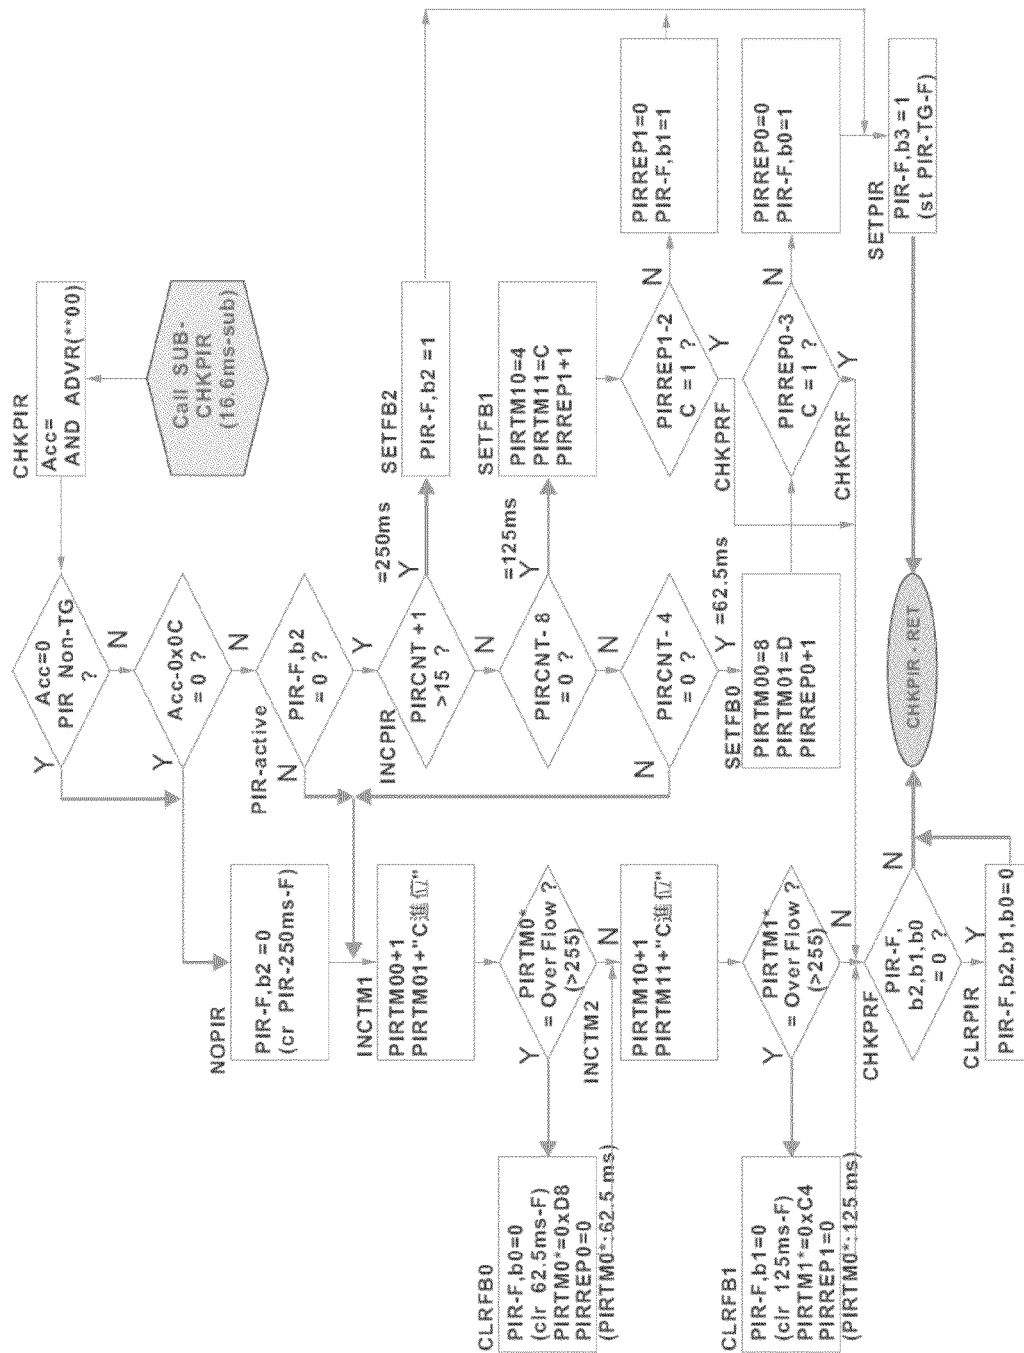 CHKPIR
Acc=
AND ADVR(**00)
Call SUB-
CHKPIR
(16.6ms-sub)
Acc=0
PIR Non-TG
?
Y
N
Acc-0x0C
= 0 ?
Y
N
PIR-active
PIR-F,b2
= 0 ?
N
Y
INCPIR
PIRCNT +1
>15 ?
=250ms
Y
N
SETFB2
PIR-F,b2 =1
PIRCNT- 8
= 0 ?
=125ms
Y
N
SETFB1
PIRTM10=4
PIRTM11=C
PIRREP1+1
PIRCNT- 4
= 0 ?
N
Y =62.5ms
SETFB0
PIRTM00=8
PIRTM01=D
PIRREP0+1
PIRREP1-2
C = 1 ?
N
Y
CHKPRF
PIRREP1=0
PIR-F,b1=1
PIRREP0-3
C = 1 ?
N
Y
CHKPRF
PIRREP0=0
PIR-F,b0=1
SETPIR
PIR-F,b3 =1
(st PIR-TG-F)
NOPIR
PIR-F,b2 =0
(cr PIR-250ms-F)
INCTM1
PIRTM00+1
PIRTM01+"C進位"
PIRTM0*
= OverFlow ?
(>255)
Y
N
INCTM2
PIRTM10+1
PIRTM11+"C進位"
PIRTM1*
= OverFlow ?
(>255)
Y
N
CHKPRF
PIR-F,
b2,b1,b0
= 0 ?
N
Y
CLRPIR
PIR-F,b2,b1,b0=0
CHKPIR - RET
CLRFB0
PIR-F,b0=0
(clr 62.5ms-F)
PIRTM0*=0xD8
PIRREP0=0
(PIRTM0*:62.5 ms)
CLRFB1
PIR-F,b1=0
(clr 125ms-F)
PIRTM1*=0xC4
PIRREP1=0
(PIRTM0*:125 ms)